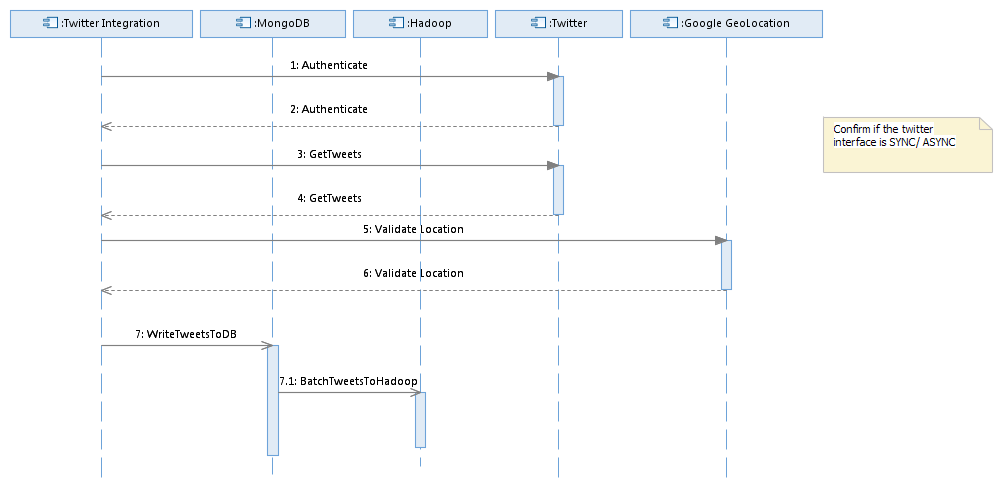 :Twitter Integration
:MongoDB
:Hadoop
:Twitter
:Google GeoLocation
1: Authenticate
2: Authenticate
Confirm if the twitter
interface is SYNC/ ASYNC
3: GetTweets
4: GetTweets
5: Validate Location
6: Validate Location
7: WriteTweetsToDB
7.1: BatchTweetsToHadoop